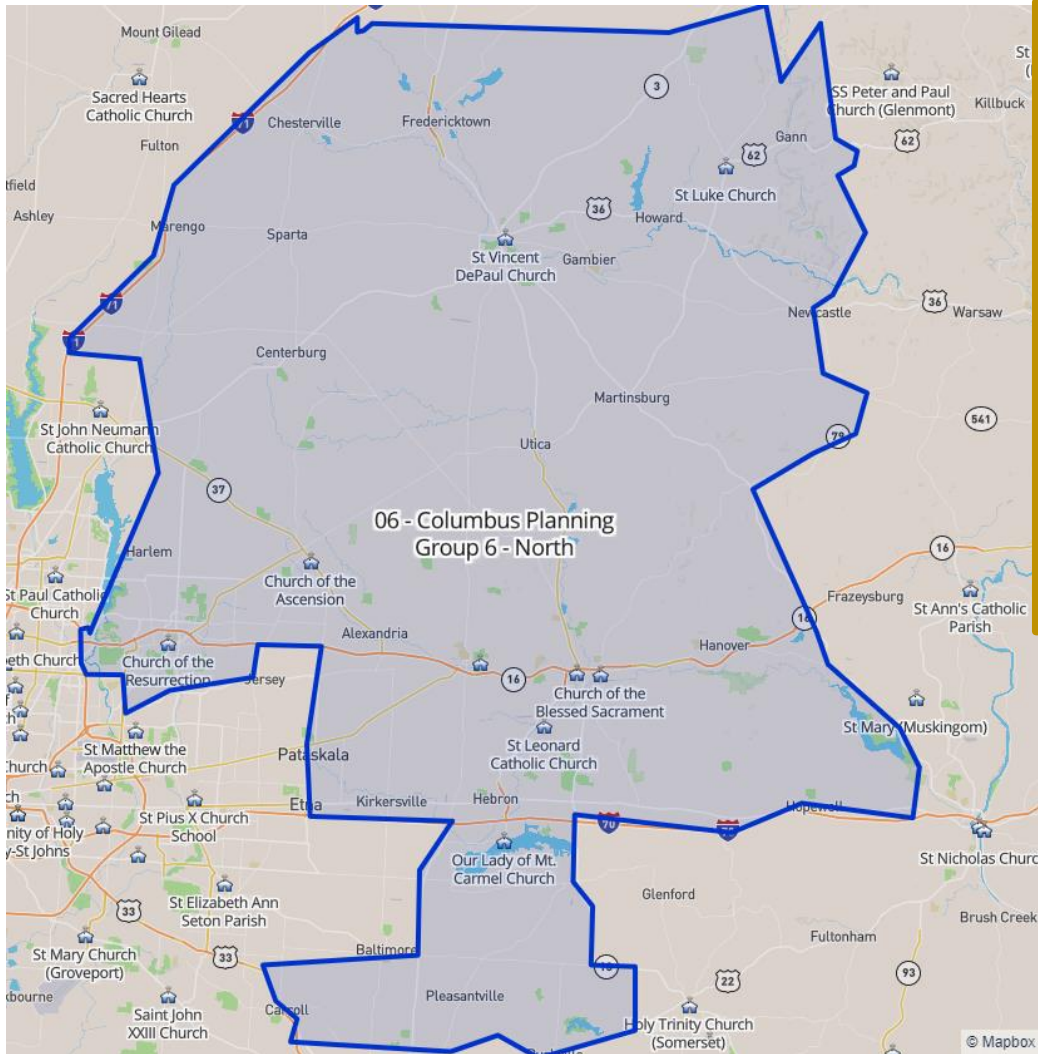 Mount Gilead
71
Sacred Hearts
Catholic Church
Fulton
Chesterville
Fredericktown
3
SS Peter and Paul
Church (Glenmont)
Killbuck
Gann
62
62
St Luke Church
Ashley
Marengo
Sparta
36
Howard
St Vincent
DePaul Church
Gambier
71
36
Warsaw
Newcastle
Centerburg
Martinsburg
St John Neumann
Catholic Church
541
79
Utica
37
06 - Columbus Planning
Group 6 - North
Harlem
16
Church of the
Ascension
St Paul Catholic
Church
Frazeysburg
St Ann's Catholic
Parish
16
Alexandria
Hanover
Church of the
Resurrection
Jersey
16
Church of the
Blessed Sacrament
St Mary (Muskingom)
St Matthew the
Apostle Church
Pataskala
St Leonard
Catholic Church
Etna
Kirkersville
Hebron
Hopewell
St Pius X Church
School
70
Our Lady of Mt.
Carmel Church
St Nicholas Churc
St Elizabeth Ann
Seton Parish
Glenford
33
Brush Creek
St Mary Church
(Groveport)
33
Baltimore
Fultonham
22
93
Saint John
XXIII Church
Carroll
Pleasantville
Holy Trinity Church
(Somerset)
© Mapbox